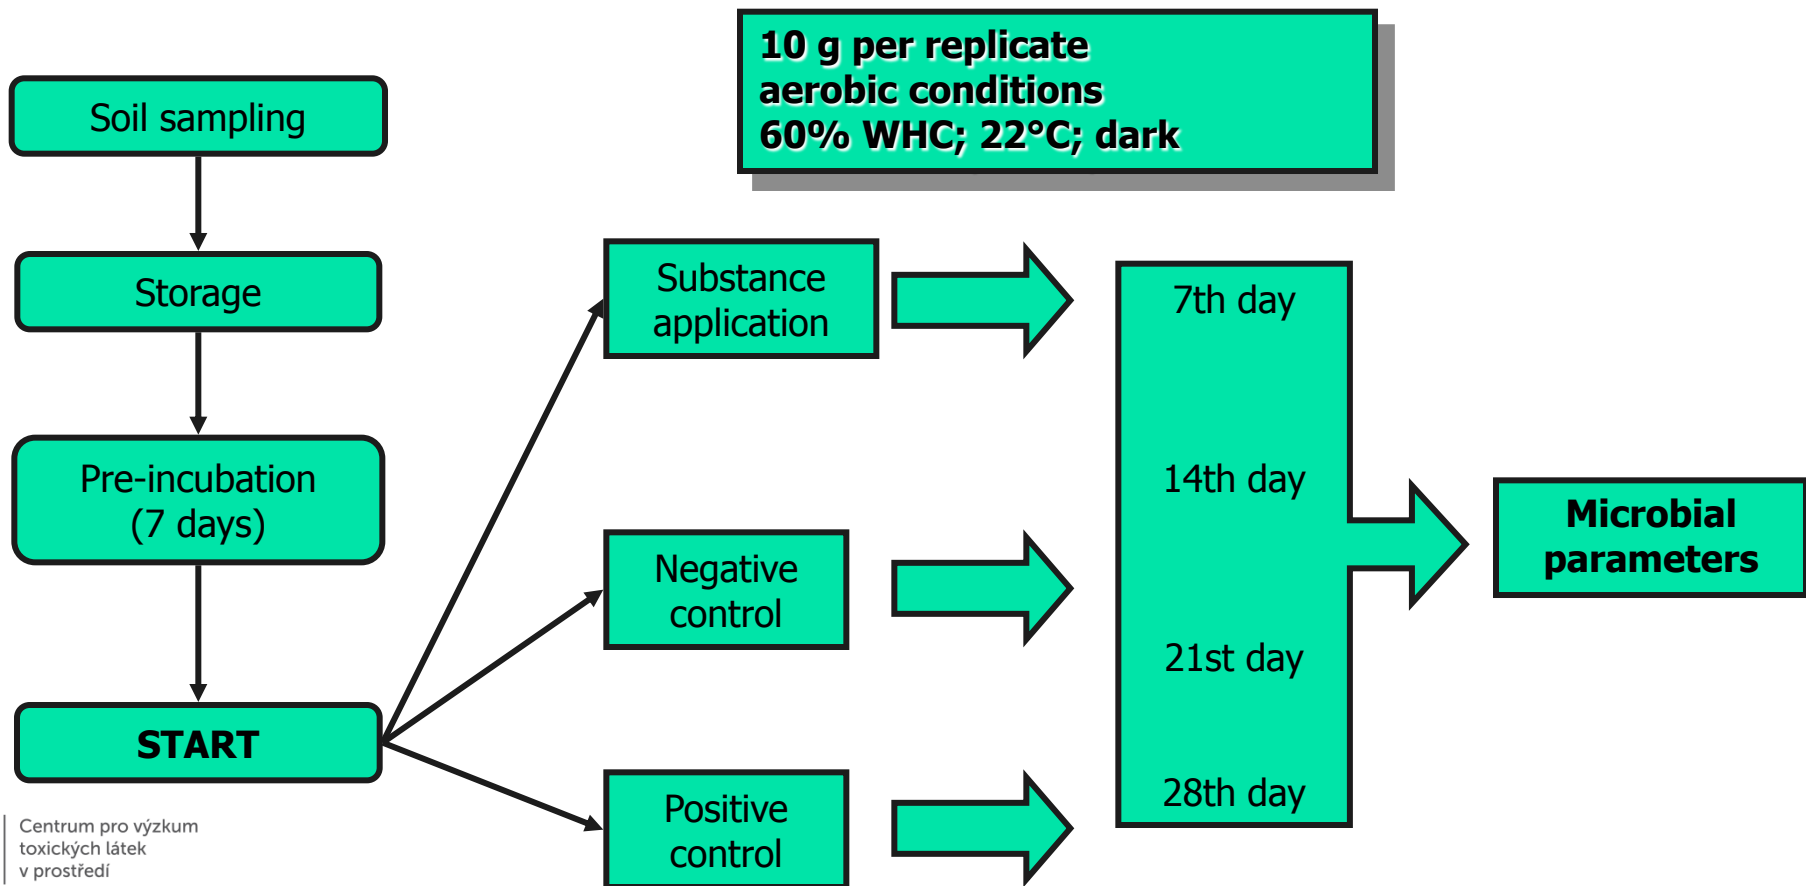 10 g per replicate
aerobic conditions
60% WHC; 22°C; dark
Soil sampling
Storage
Pre-incubation
(7 days)
START
Substance
application
Negative
control
Positive
control
7th day
14th day
21st day
28th day
Microbial
parameters
Centrum pro výzkum
toxických látek
v prostředí